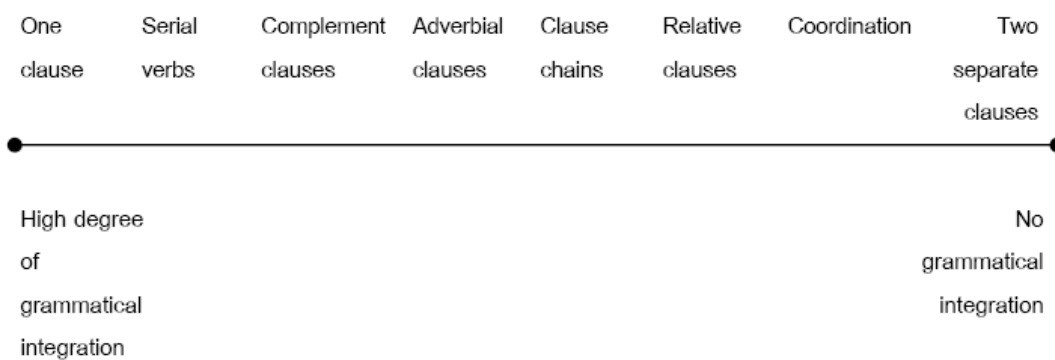 One Serial Complement Adverbial Clause Relative Coordination Two
clause verbs clauses clauses chains clauses separate
clauses
High degree No
of grammatical
grammatical integration
integration